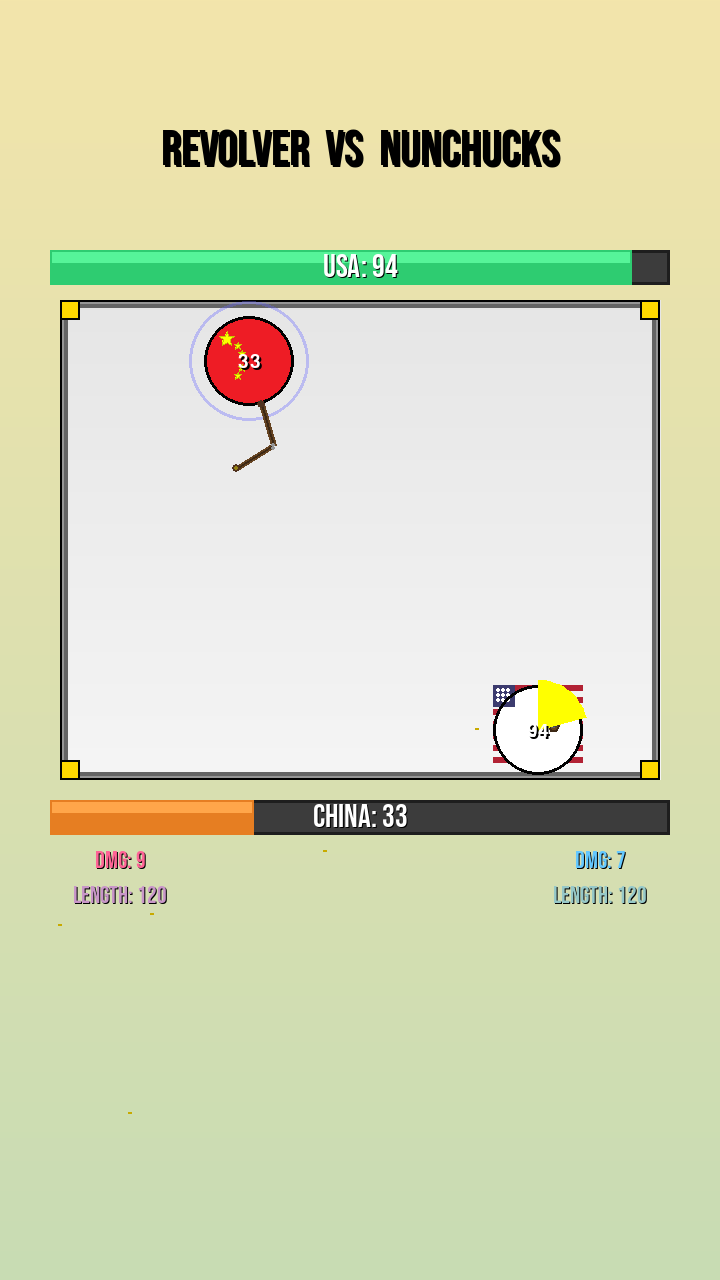 REVOLVER VS NUNCHUCKS
USA: 94
33
94
CHINA: 33
DMG: 9
DMG: 7
LENGTH: 120
LENGTH: 120